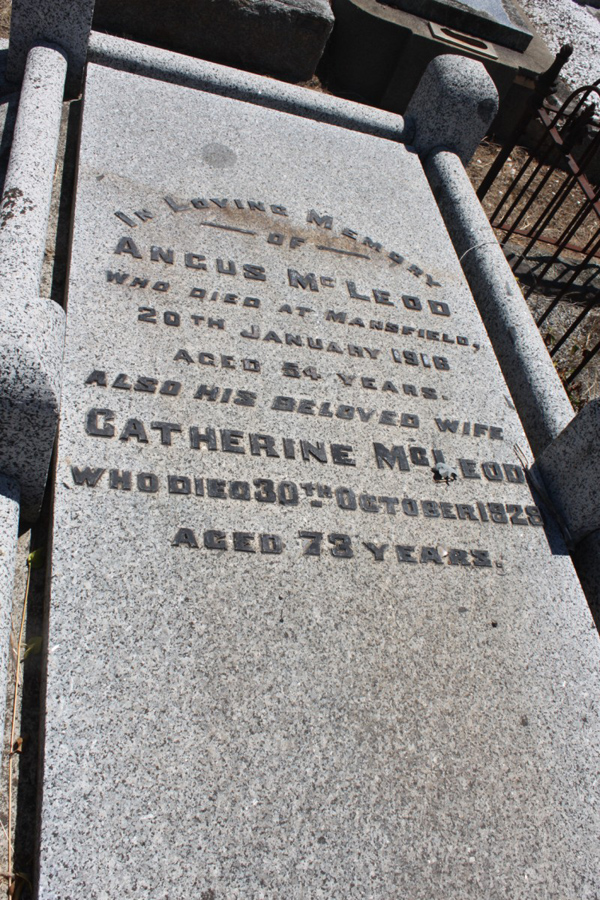 In Loving Memory
of
Angus McLeod
who died at Mansfield,
20th January 1916
aged 54 years.
Also his beloved wife
Catherine McLeod
who died 30th October 1928
aged 73 years.